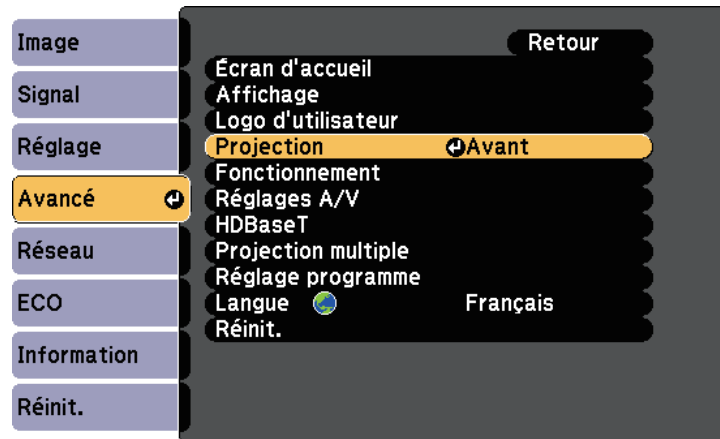 Image
Signal
Réglage
Avancé
Réseau
ECO
Information
Réinit.
Retour
Écran d'accueil
Affichage
Logo d'utilisateur
Projection Avant
Fonctionnement
Réglages A/V
HDBaseT
Projection multiple
Réglage programme
Langue Français
Réinit.